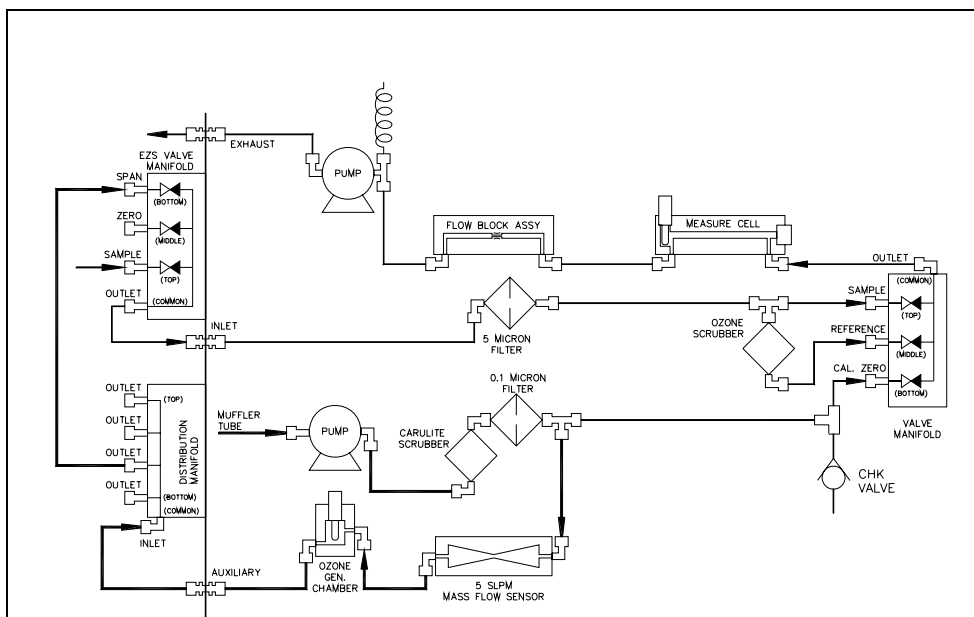 EXHAUST
EZS VALVE
MANIFOLD
SPAN
(BOTTOM)
ZERO
(MIDDLE)
SAMPLE
(TOP)
OUTLET
(COMMON)
INLET
PUMP
FLOW BLOCK ASSY
MEASURE CELL
OUTLET
(COMMON)
SAMPLE
(TOP)
REFERENCE
(MIDDLE)
CAL. ZERO
(BOTTOM)
VALVE
MANIFOLD
5 MICRON
FILTER
OZONE
SCRUBBER
0.1 MICRON
FILTER
CARULITE
SCRUBBER
CHK
VALVE
OUTLET
(TOP)
OUTLET
OUTLET
OUTLET
(BOTTOM)
(COMMON)
DISTRIBUTION
MANIFOLD
INLET
MUFFLER
TUBE
PUMP
AUXILIARY
OZONE
GEN.
CHAMBER
5 SLPM
MASS FLOW SENSOR